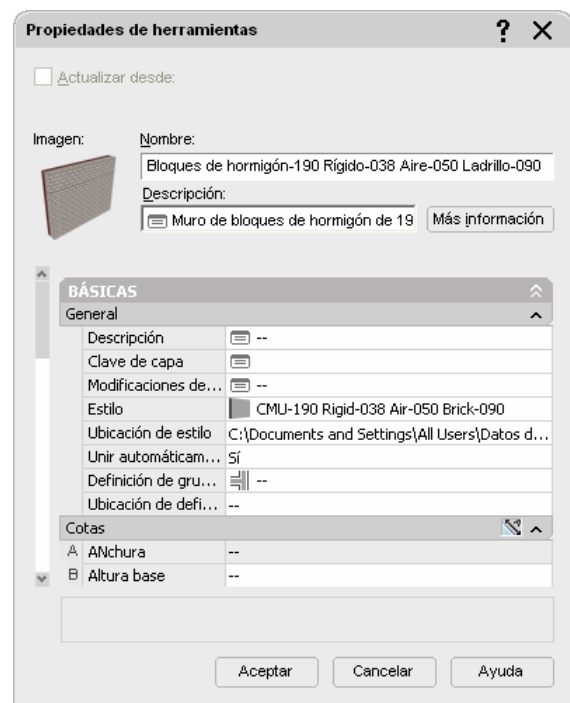 Propiedades de herramientas ? X
Actualizar desde:
Imagen:
Nombre:
Bloques de hormigón-190 Rígido-038 Aire-050 Ladrillo-090
Descripción:
Muro de bloques de hormigón de 19
Más información
BÁSICAS
General
Descripción --
Clave de capa
Modificaciones de... --
Estilo CMU-190 Rigid-038 Air-050 Brick-090
Ubicación de estilo C:\Documents and Settings\All Users\Datos d...
Unir automáticam... Sí
Definición de gru... --
Ubicación de defi... --
Cotas
A ANchura --
B Altura base --
Aceptar Cancelar Ayuda